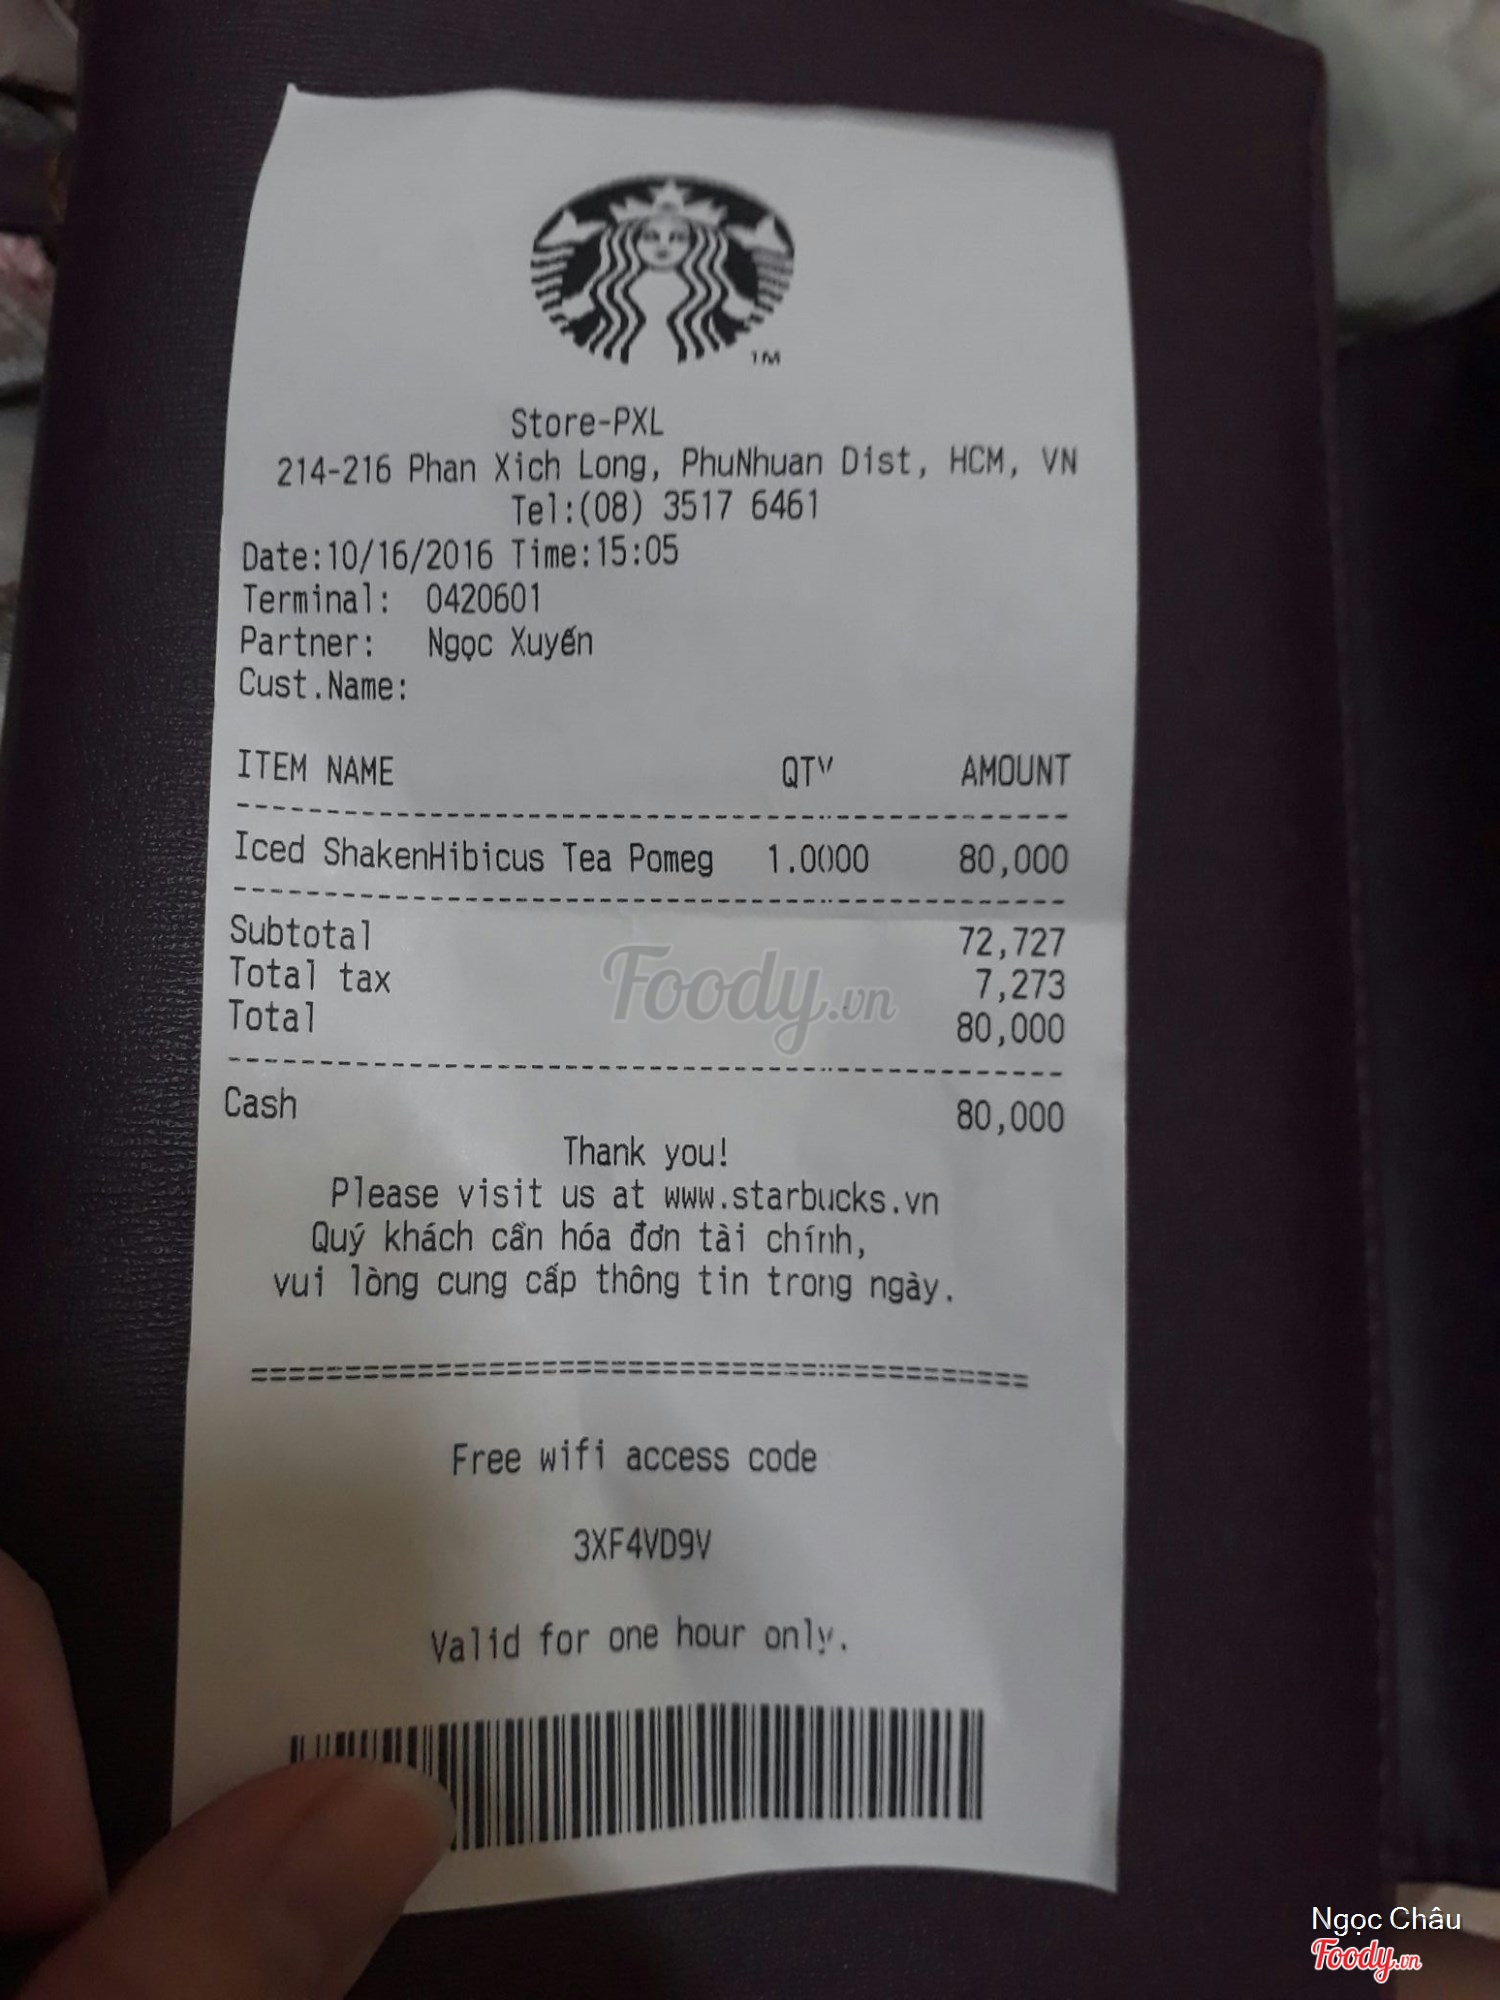 TM
Store-PXL
214-216 Phan Xich Long, PhuNhuan Dist, HCM, VN
Tel:(08) 3517 6461
Date:10/16/2016 Time:15:05
Terminal: 0420601
Partner: Ngọc Xuyến
Cust.Name:
ITEM NAME QTY AMOUNT
Iced ShakenHibicus Tea Pomeg 1.0000 80,000
Subtotal 72,727
Total tax 7,273
Total 80,000
Foody.vn
Cash 80,000
Thank you!
Please visit us at www.starbucks.vn
Quý khách cần hóa đơn tài chính,
vui lòng cung cấp thông tin trong ngày.
Free wifi access code
3XF4VD9V
Valid for one hour only.
Ngọc Châu
Foody.vn